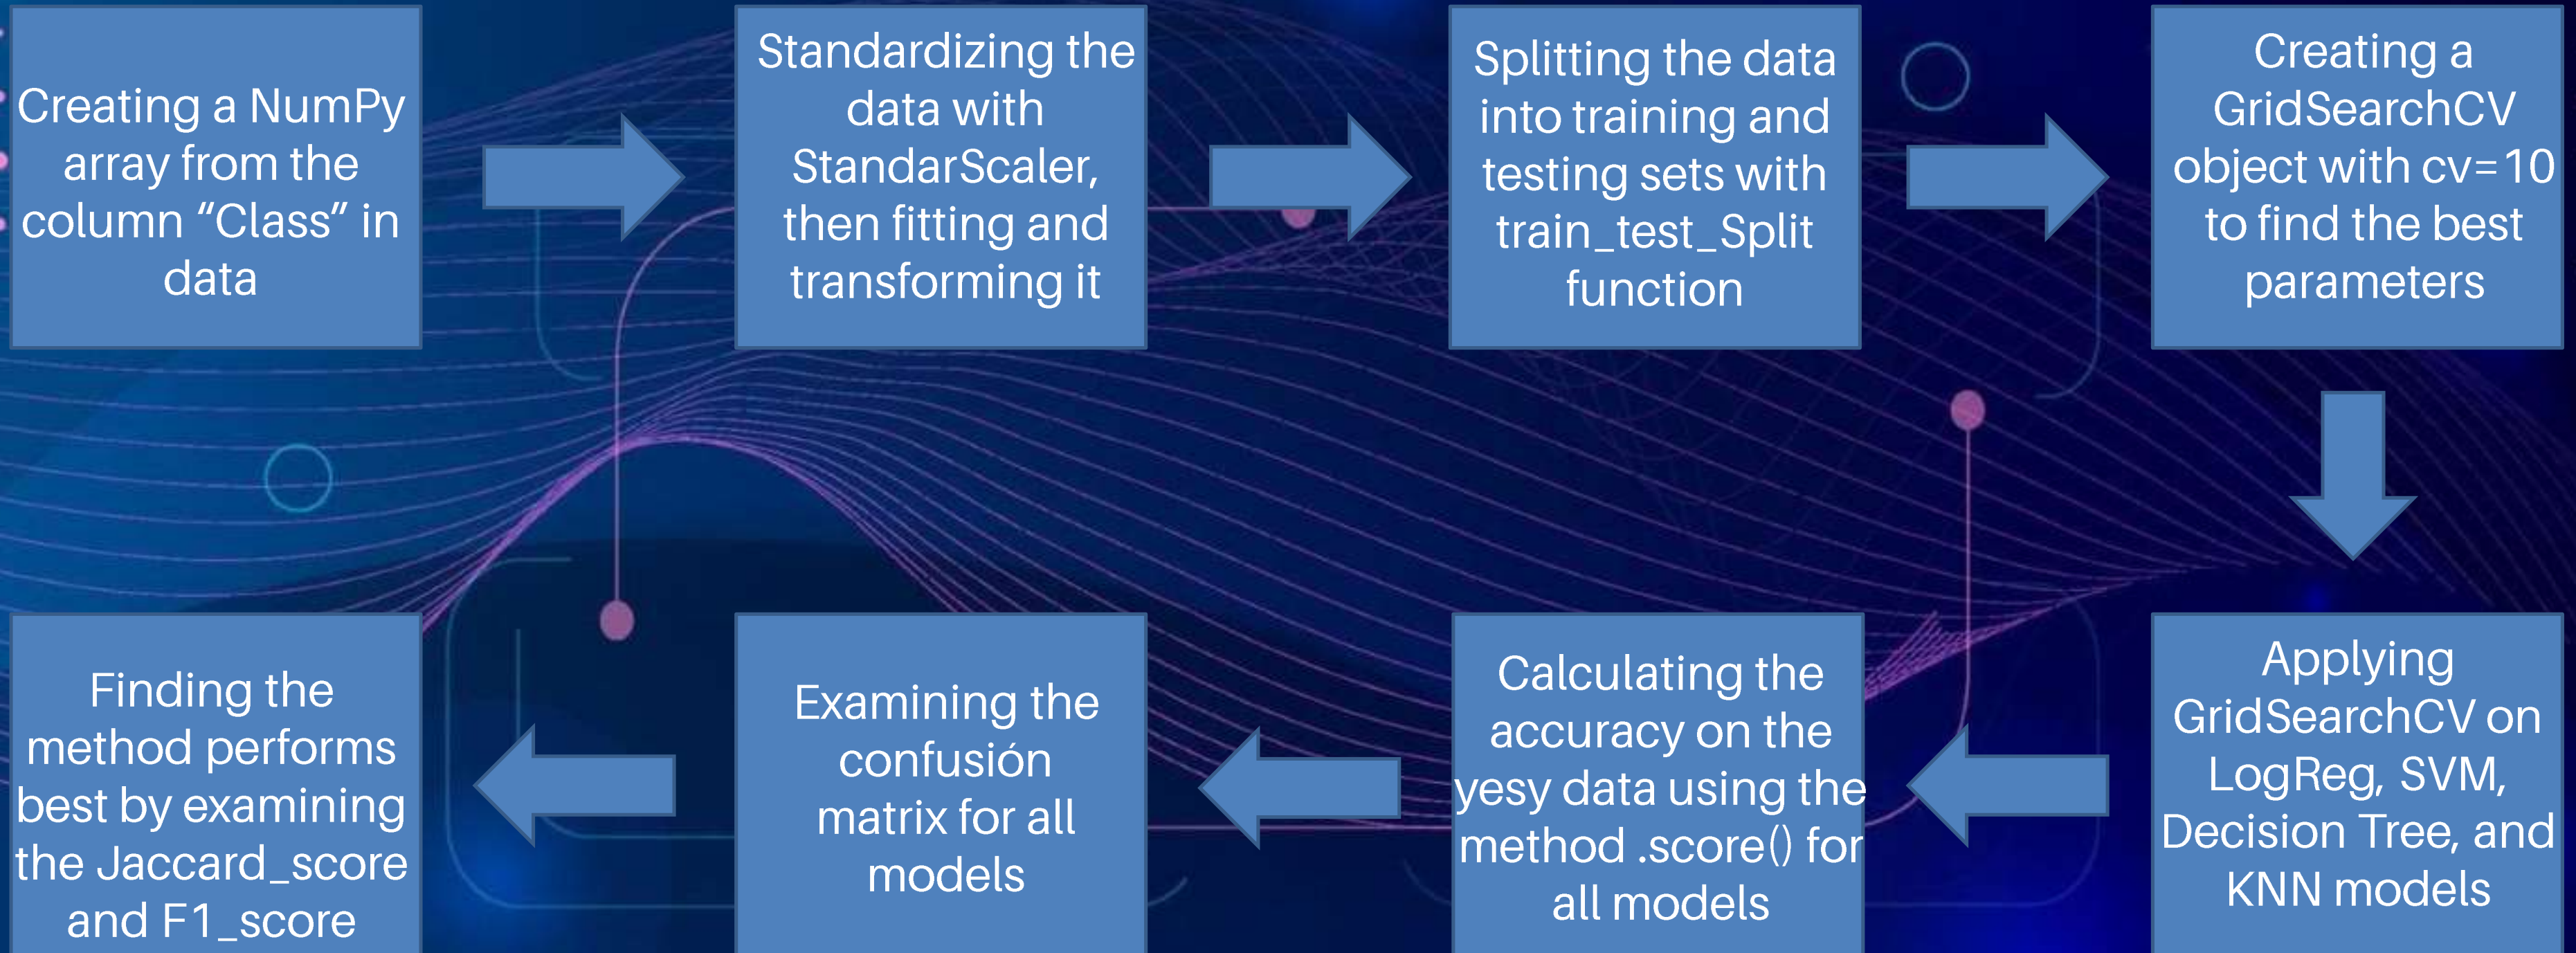 Creating a NumPy
array from the
column “Class” in
data
Standardizing the
data with
StandarScaler,
then fitting and
transforming it
Splitting the data
into training and
testing sets with
train_test_Split
function
Creating a
GridSearchCV
object with cv=10
to find the best
parameters
Applying
GridSearchCV on
LogReg, SVM,
Decision Tree, and
KNN models
Calculating the
accuracy on the
yesy data using the
method .score() for
all models
Examining the
confusión
matrix for all
models
Finding the
method performs
best by examining
the Jaccard_score
and F1_score